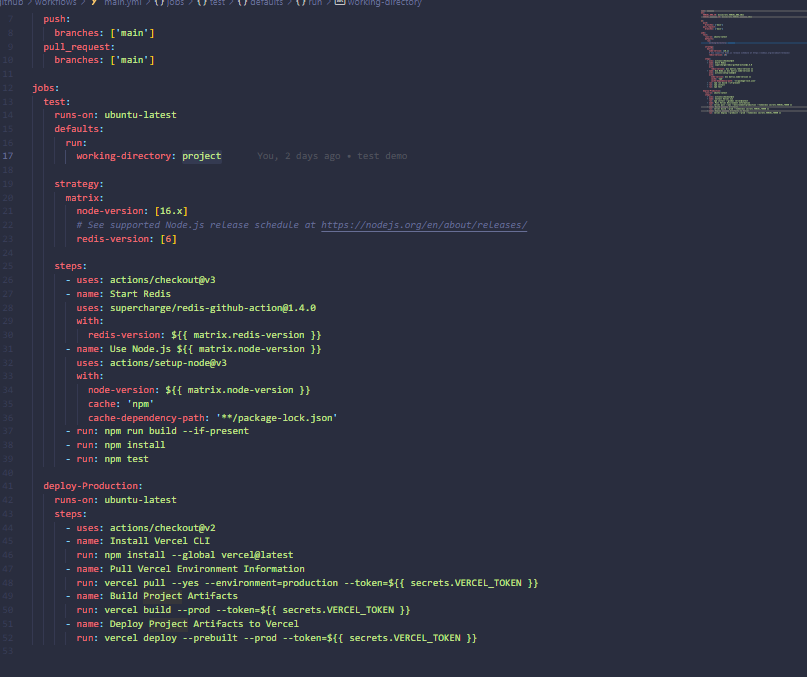 github > workflows > main.yml > {} jobs > {} test > {} defaults > {} run > working-directory
7 push:
8 branches: ['main']
9 pull_request:
10 branches: ['main']
11
12 jobs:
13 test:
14 runs-on: ubuntu-latest
15 defaults:
16 run:
17 working-directory: project You, 2 days ago • test demo
18
19 strategy:
20 matrix:
21 node-version: [16.x]
22 # See supported Node.js release schedule at https://nodejs.org/en/about/releases/
23 redis-version: [6]
24
25 steps:
26 - uses: actions/checkout@v3
27 - name: Start Redis
28 uses: supercharge/redis-github-action@1.4.0
29 with:
30 redis-version: ${{ matrix.redis-version }}
31 - name: Use Node.js ${{ matrix.node-version }}
32 uses: actions/setup-node@v3
33 with:
34 node-version: ${{ matrix.node-version }}
35 cache: 'npm'
36 cache-dependency-path: '**/package-lock.json'
37 - run: npm run build --if-present
38 - run: npm install
39 - run: npm test
40
41 deploy-Production:
42 runs-on: ubuntu-latest
43 steps:
44 - uses: actions/checkout@v2
45 - name: Install Vercel CLI
46 run: npm install --global vercel@latest
47 - name: Pull Vercel Environment Information
48 run: vercel pull --yes --environment=production --token=${{ secrets.VERCEL_TOKEN }}
49 - name: Build Project Artifacts
50 run: vercel build --prod --token=${{ secrets.VERCEL_TOKEN }}
51 - name: Deploy Project Artifacts to Vercel
52 run: vercel deploy --prebuilt --prod --token=${{ secrets.VERCEL_TOKEN }}
53